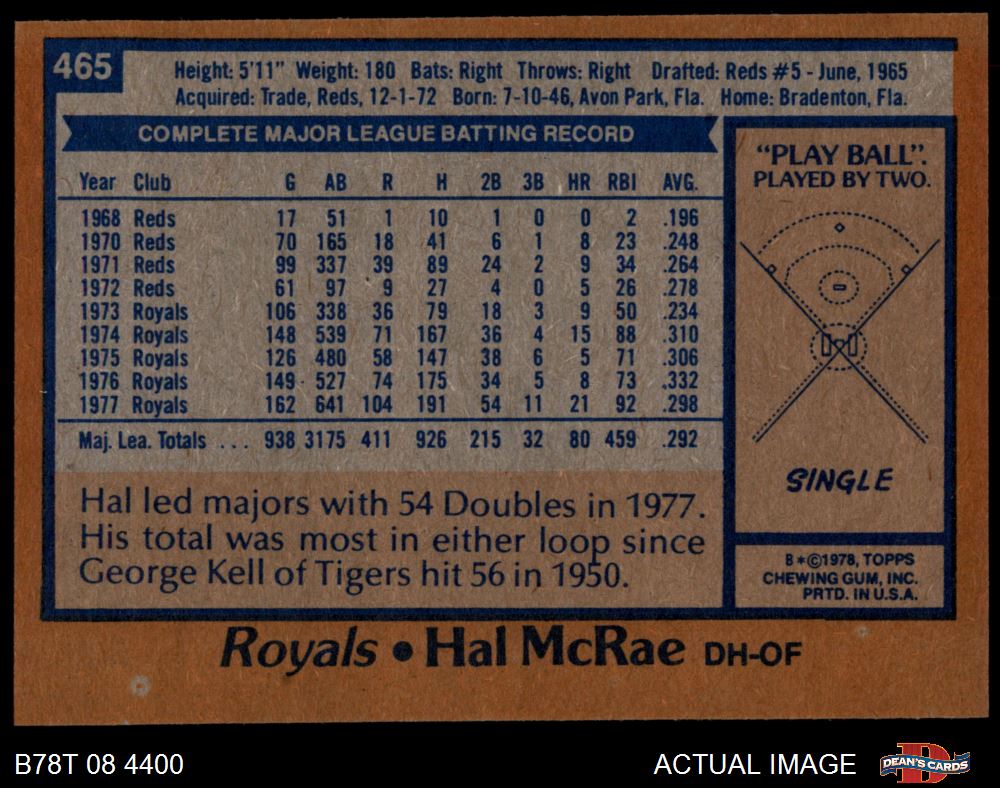 465
Height: 5'11" Weight: 180 Bats: Right Throws: Right Drafted: Reds #5 - June, 1965
Acquired: Trade, Reds, 12-1-72 Born: 7-10-46, Avon Park, Fla. Home: Bradenton, Fla.
COMPLETE MAJOR LEAGUE BATTING RECORD
Year Club G AB R H 2B 3B HR RBI AVG.
1968 Reds 17 51 1 10 1 0 0 2 .196
1970 Reds 70 165 18 41 6 1 8 23 .248
1971 Reds 99 337 39 89 24 2 9 34 .264
1972 Reds 61 97 9 27 4 0 5 26 .278
1973 Royals 106 338 36 79 18 3 9 50 .234
1974 Royals 148 539 71 167 36 4 15 88 .310
1975 Royals 126 480 58 147 38 6 5 71 .306
1976 Royals 149 527 74 175 34 5 8 73 .332
1977 Royals 162 641 104 191 54 11 21 92 .298
Maj. Lea. Totals ... 938 3175 411 926 215 32 80 459 .292
Hal led majors with 54 Doubles in 1977.
His total was most in either loop since
George Kell of Tigers hit 56 in 1950.
"PLAY BALL".
PLAYED BY TWO.
SINGLE
B*©1978, TOPPS
CHEWING GUM, INC.
PRTD. IN U.S.A.
Royals • Hal McRae DH-OF
B78T 08 4400
ACTUAL IMAGE
D
DEAN'S CARDS